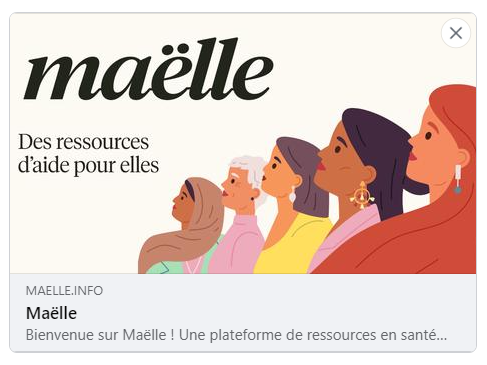 maëlle
Des ressources
d'aide pour elles
MAELLE.INFO
Maëlle
Bienvenue sur Maëlle ! Une plateforme de ressources en santé...